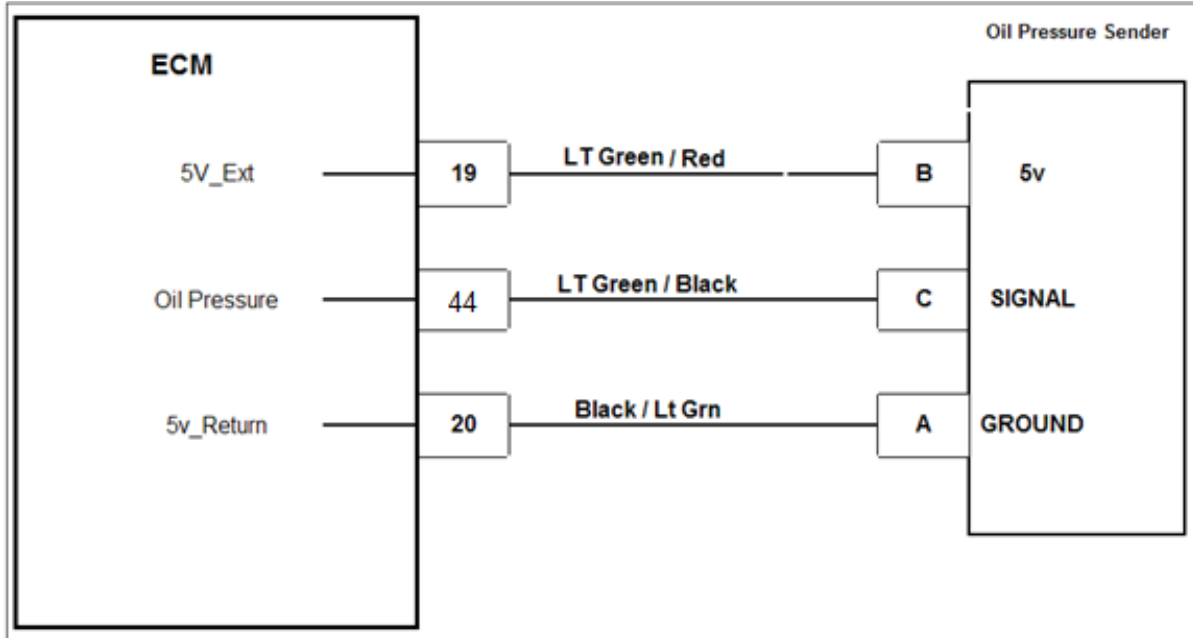 Oil Pressure Sender
ECM
5V_Ext
19
LT Green / Red
B
5v
Oil Pressure
44
LT Green / Black
C
SIGNAL
5v_Return
20
Black / Lt Grn
A
GROUND